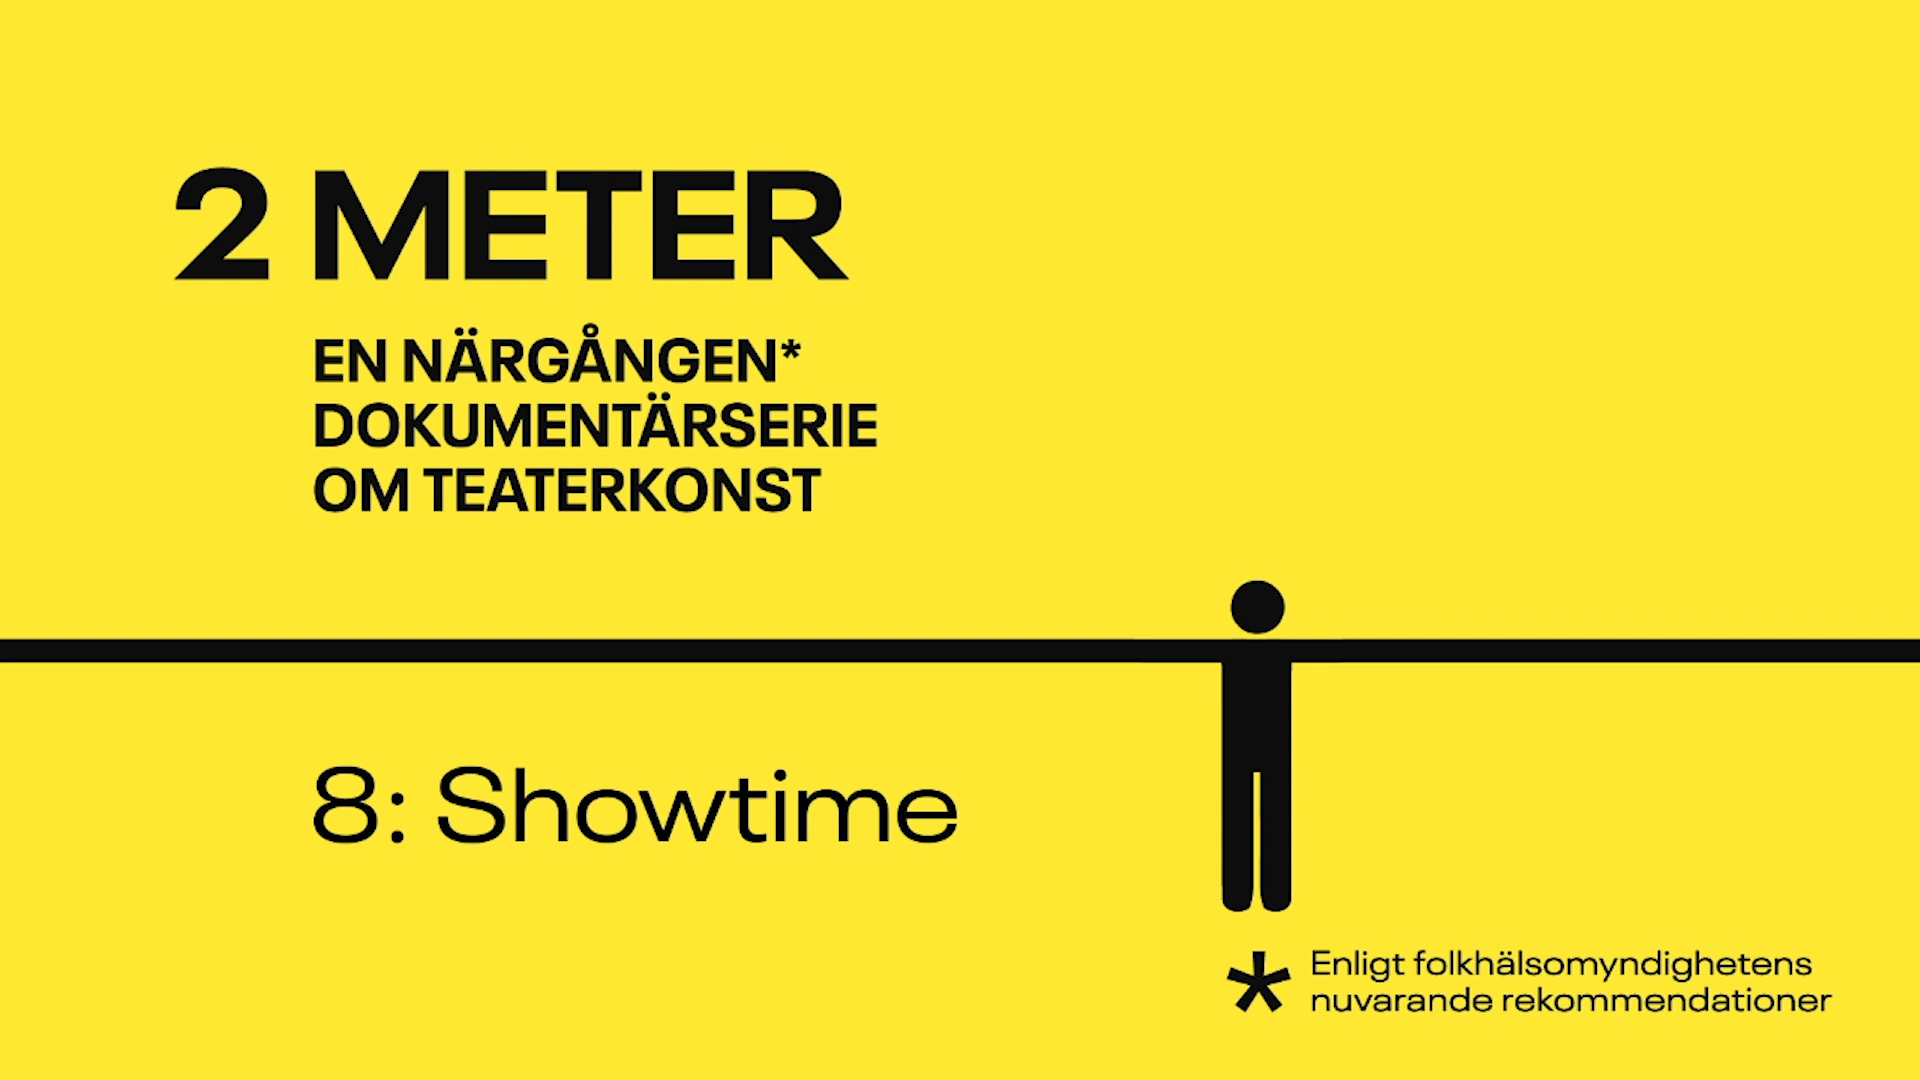 2 METER
EN NÄRGÅNGEN*
DOKUMENTÄRSERIE
OM TEATERKONST
8: Showtime
* Enligt folkhälsomyndighetens
nuvarande rekommendationer